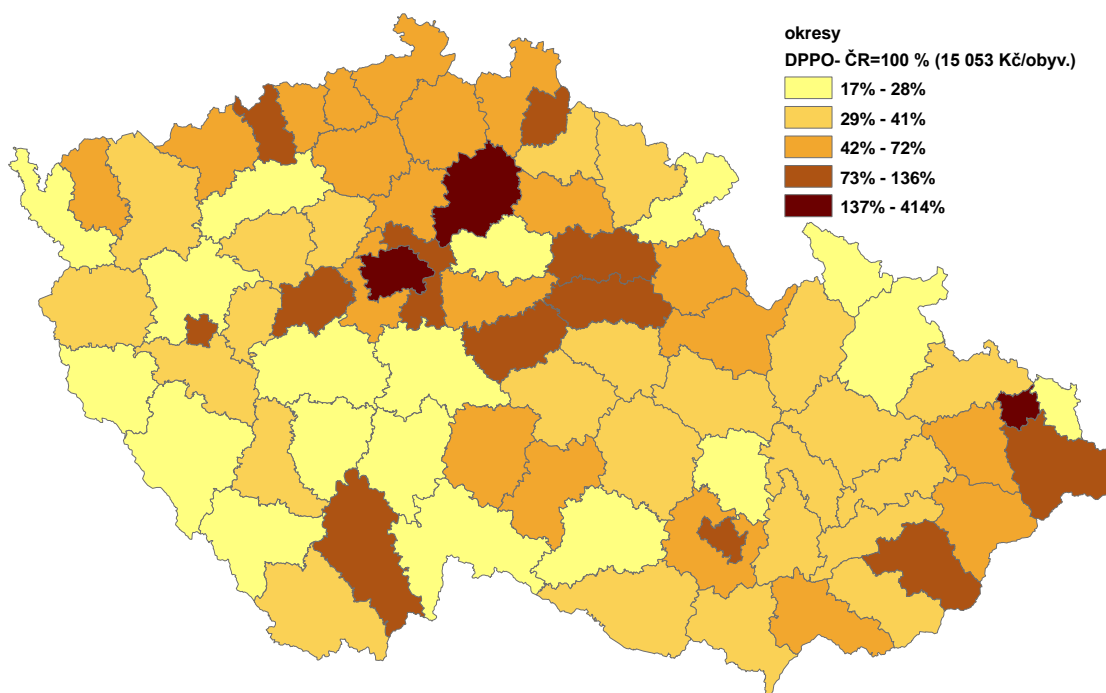 okresy
DPPO- ČR=100 % (15 053 Kč/obyv.)
17% - 28%
29% - 41%
42% - 72%
73% - 136%
137% - 414%